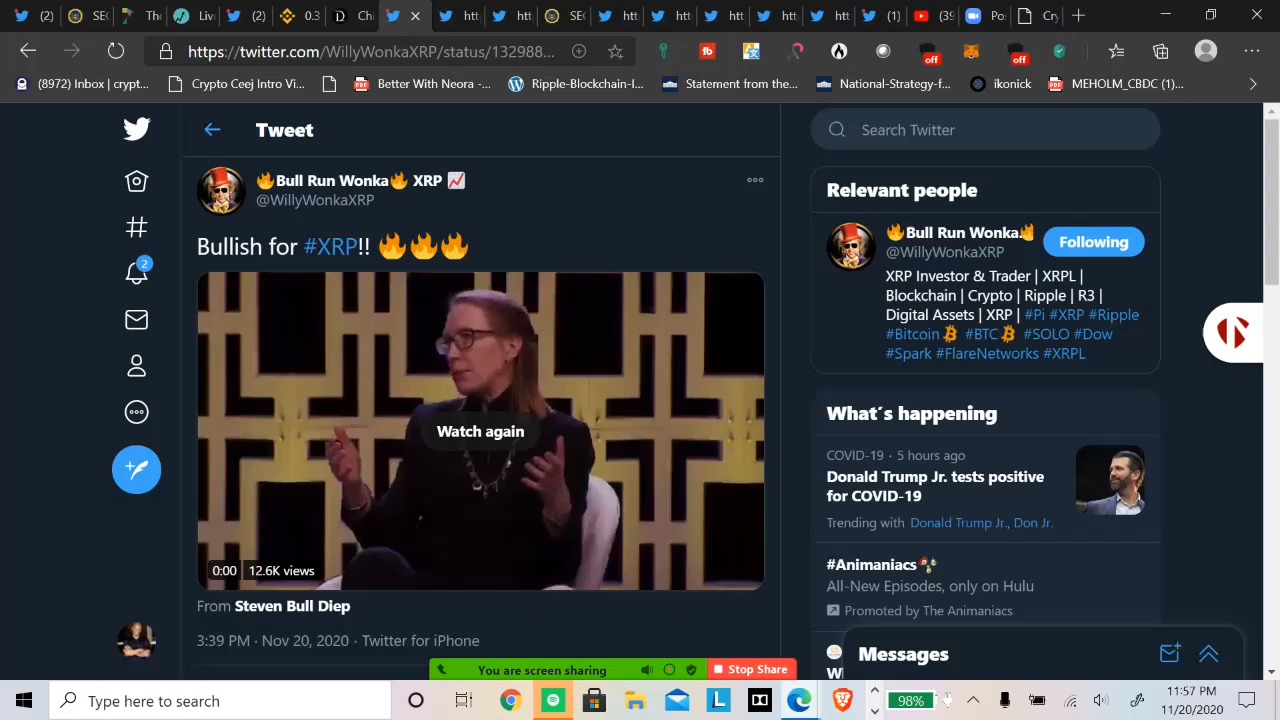 (2)
SEC
Th
Live
(2)
0.3
Ch
htt
htt
SE
htt
htt
htt
htt
(1)
(39
Po
Cry
https://twitter.com/WillyWonkaXRP/status/132988...
off
off
(8972) Inbox | crypt...
Crypto Ceej Intro Vi...
Better With Neora -...
Ripple-Blockchain-I...
Statement from the...
National-Strategy-f...
ikonick
MEHOLM_CBDC (1)...
Tweet
🔥Bull Run Wonka🔥 XRP 📈
@WillyWonkaXRP
Bullish for #XRP!! 🔥🔥🔥
Watch again
0:00 12.6K views
From Steven Bull Diep
3:39 PM · Nov 20, 2020 · Twitter for iPhone
2
Search Twitter
Relevant people
🔥Bull Run Wonka🔥
@WillyWonkaXRP
Following
XRP Investor & Trader | XRPL |
Blockchain | Crypto | Ripple | R3 |
Digital Assets | XRP | #Pi #XRP #Ripple
#Bitcoin #BTC #SOLO #Dow
#Spark #FlareNetworks #XRPL
What´s happening
COVID-19 · 5 hours ago
Donald Trump Jr. tests positive
for COVID-19
Trending with Donald Trump Jr., Don Jr.
#Animaniacs
All-New Episodes, only on Hulu
Promoted by The Animaniacs
Messages
You are screen sharing
Stop Share
Type here to search
98%
11:57 PM
11/20/2020